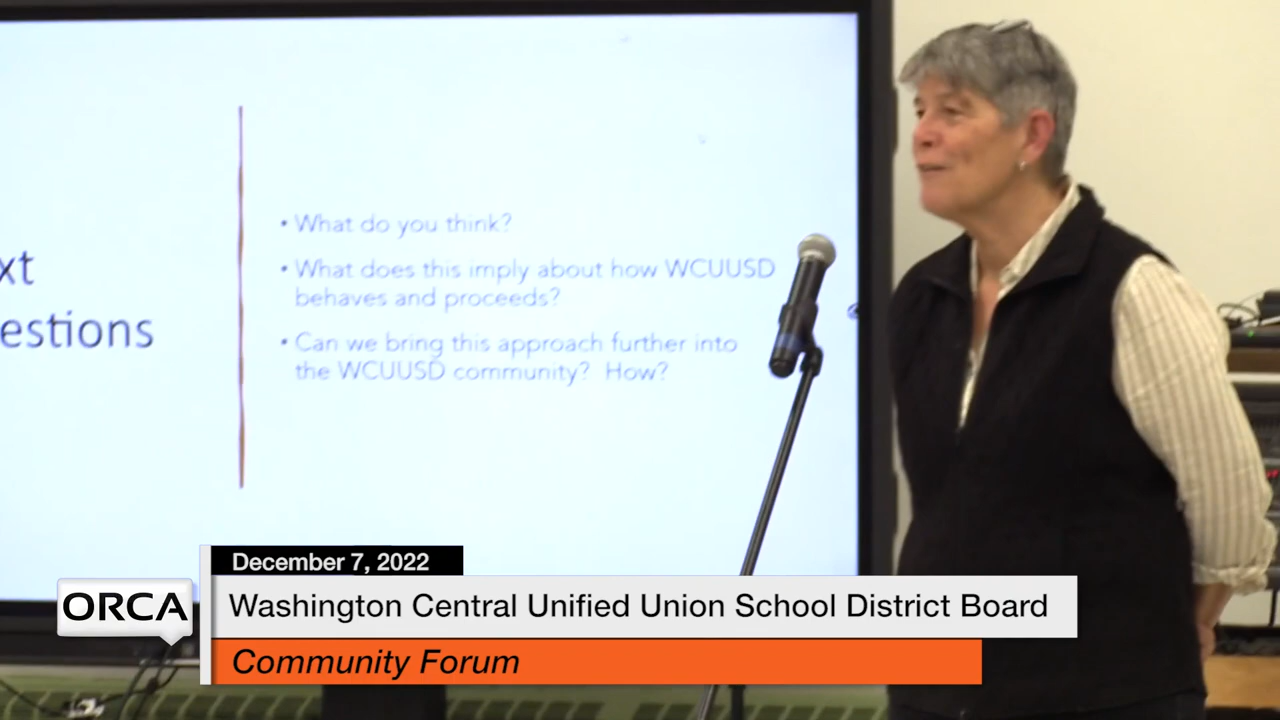 xt
estions
• What do you think?
• What does this imply about how WCUUSD
behaves and proceeds?
• Can we bring this approach further into
the WCUUSD community? How?
December 7, 2022
ORCA
Washington Central Unified Union School District Board
Community Forum